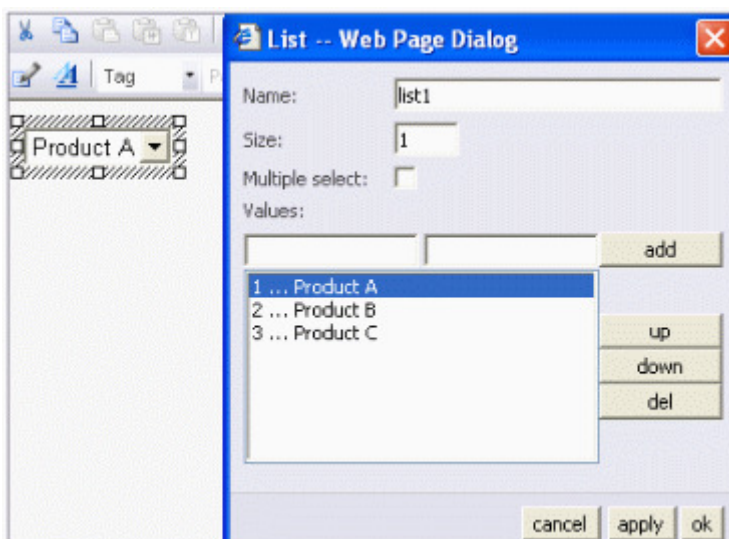 List -- Web Page Dialog
Tag
Product A
Name:
list1
Size:
1
Multiple select:
Values:
add
1 ... Product A
2 ... Product B
3 ... Product C
up
down
del
cancel
apply
ok